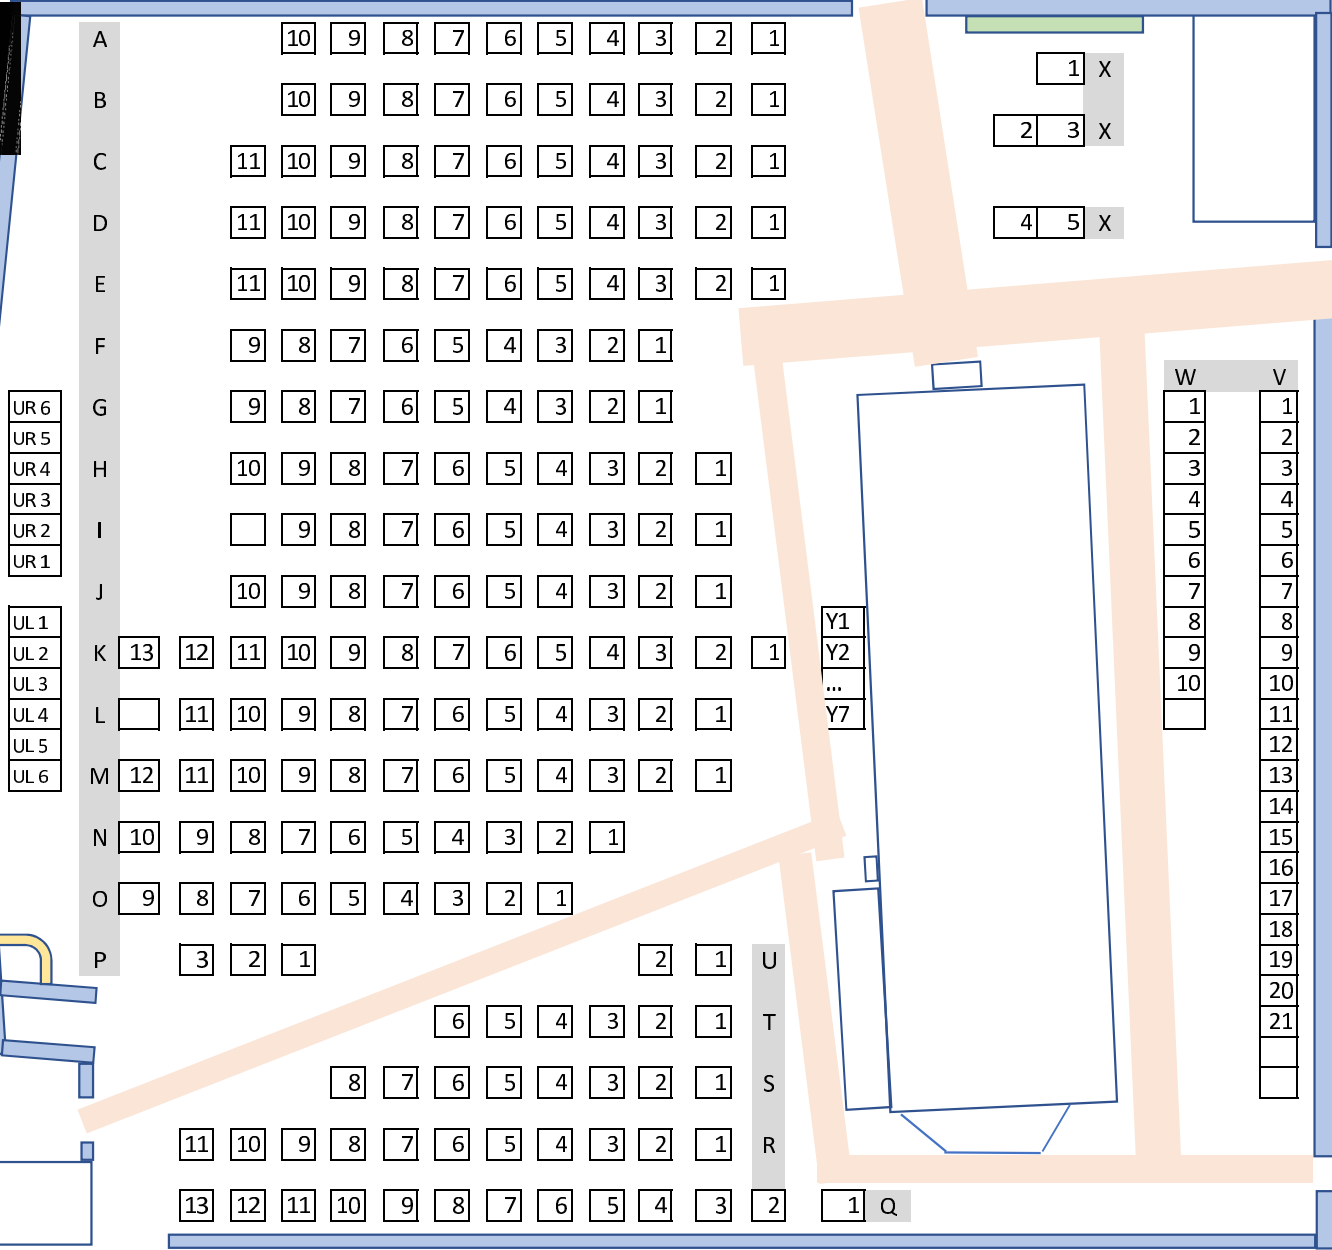 A 10 9 8 7 6 5 4 3 2 1
1 X
B 10 9 8 7 6 5 4 3 2 1
2 3 X
C 11 10 9 8 7 6 5 4 3 2 1
D 11 10 9 8 7 6 5 4 3 2 1
4 5 X
E 11 10 9 8 7 6 5 4 3 2 1
F 9 8 7 6 5 4 3 2 1
W V
UR 6 G 9 8 7 6 5 4 3 2 1 1 1
UR 5 2 2
UR 4 H 10 9 8 7 6 5 4 3 2 1 3 3
UR 3 4 4
UR 2 I 9 8 7 6 5 4 3 2 1 5 5
UR 1 6 6
J 10 9 8 7 6 5 4 3 2 1 7 7
UL 1 Y1 8 8
UL 2 K 13 12 11 10 9 8 7 6 5 4 3 2 1 Y2 9 9
UL 3 ... 10 10
UL 4 L 11 10 9 8 7 6 5 4 3 2 1 Y7 11
UL 5 12
UL 6 M 12 11 10 9 8 7 6 5 4 3 2 1 13
14
N 10 9 8 7 6 5 4 3 2 1 15
16
O 9 8 7 6 5 4 3 2 1 17
18
P 3 2 1 2 1 U 19
20
6 5 4 3 2 1 T 21
8 7 6 5 4 3 2 1 S
11 10 9 8 7 6 5 4 3 2 1 R
13 12 11 10 9 8 7 6 5 4 3 2 1 Q